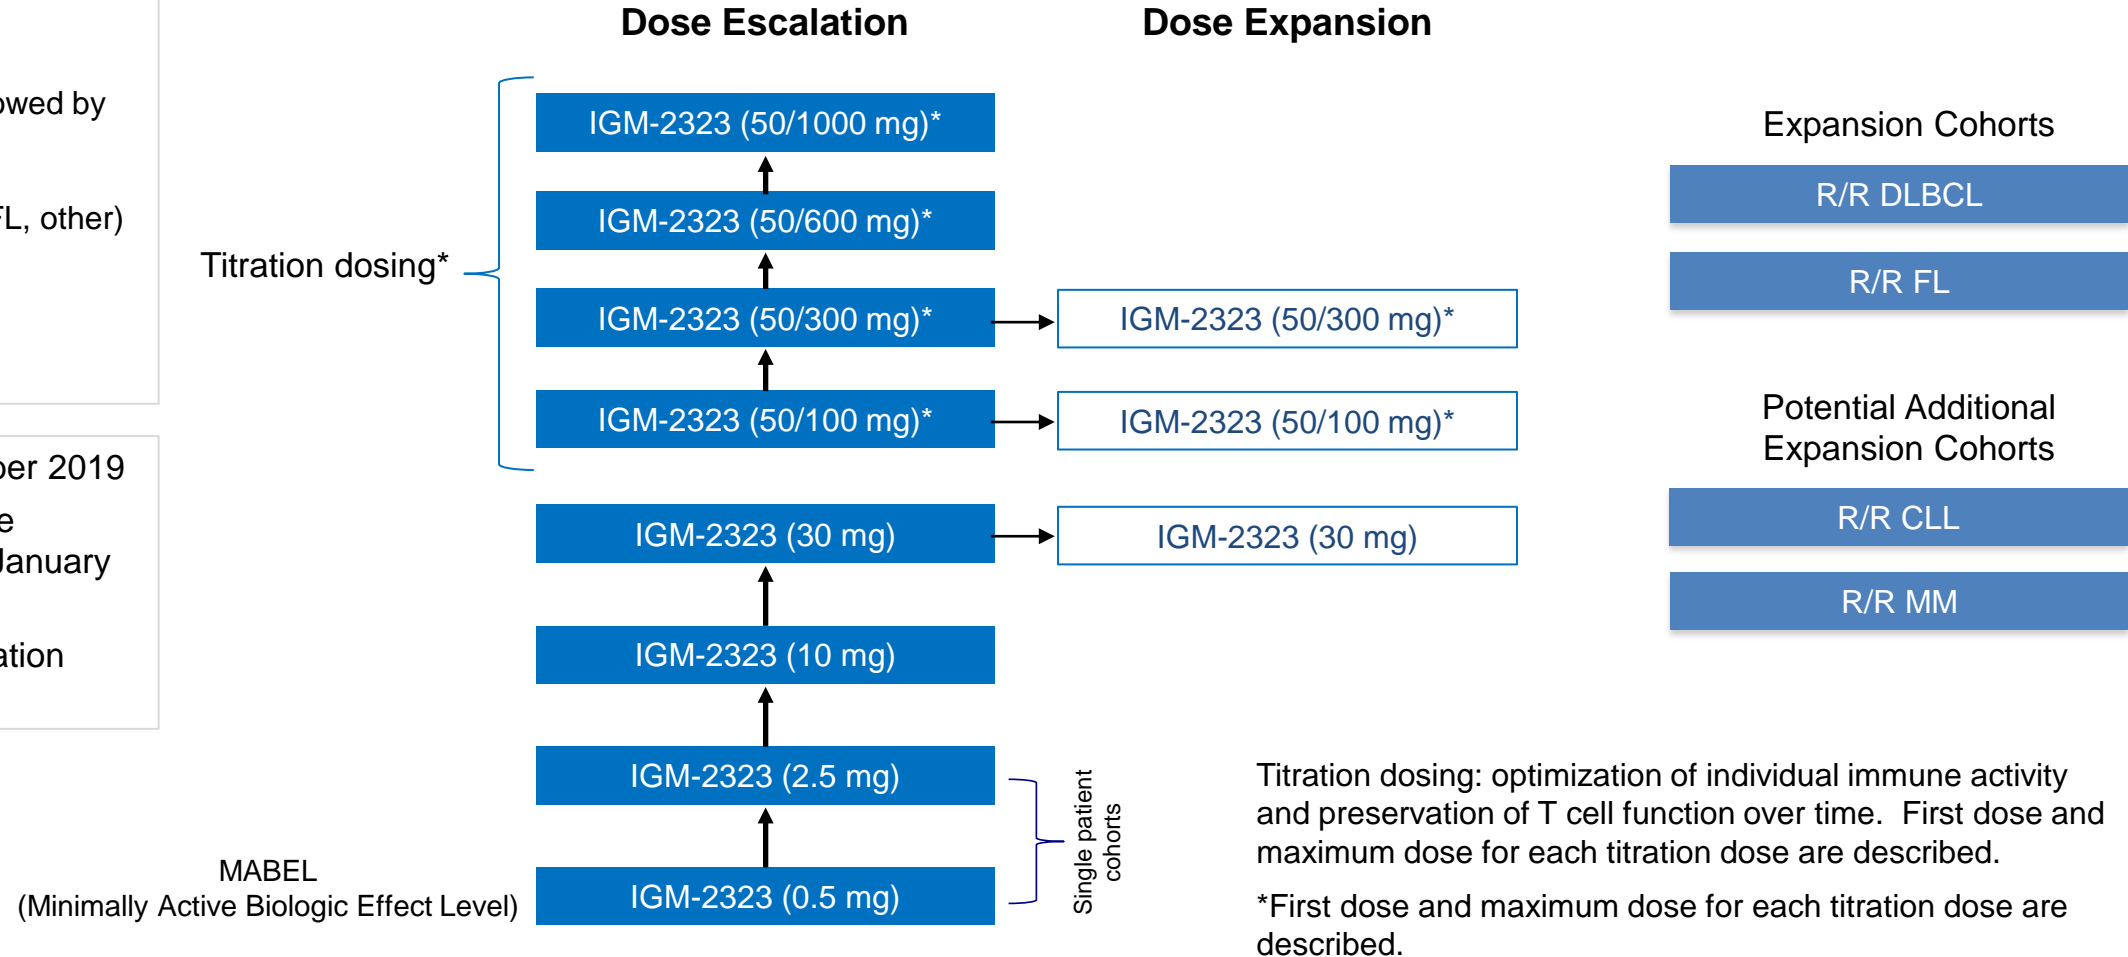 Dose Escalation
Dose Expansion
owed by
FL, other)
ber 2019
e
January
ation
Titration dosing*
IGM-2323 (50/1000 mg)*
IGM-2323 (50/600 mg)*
IGM-2323 (50/300 mg)*
IGM-2323 (50/300 mg)*
IGM-2323 (50/100 mg)*
IGM-2323 (50/100 mg)*
IGM-2323 (30 mg)
IGM-2323 (30 mg)
IGM-2323 (10 mg)
IGM-2323 (2.5 mg)
IGM-2323 (0.5 mg)
Single patient
cohorts
MABEL
(Minimally Active Biologic Effect Level)
Expansion Cohorts
R/R DLBCL
R/R FL
Potential Additional
Expansion Cohorts
R/R CLL
R/R MM
Titration dosing: optimization of individual immune activity
and preservation of T cell function over time.  First dose and
maximum dose for each titration dose are described.
*First dose and maximum dose for each titration dose are
described.